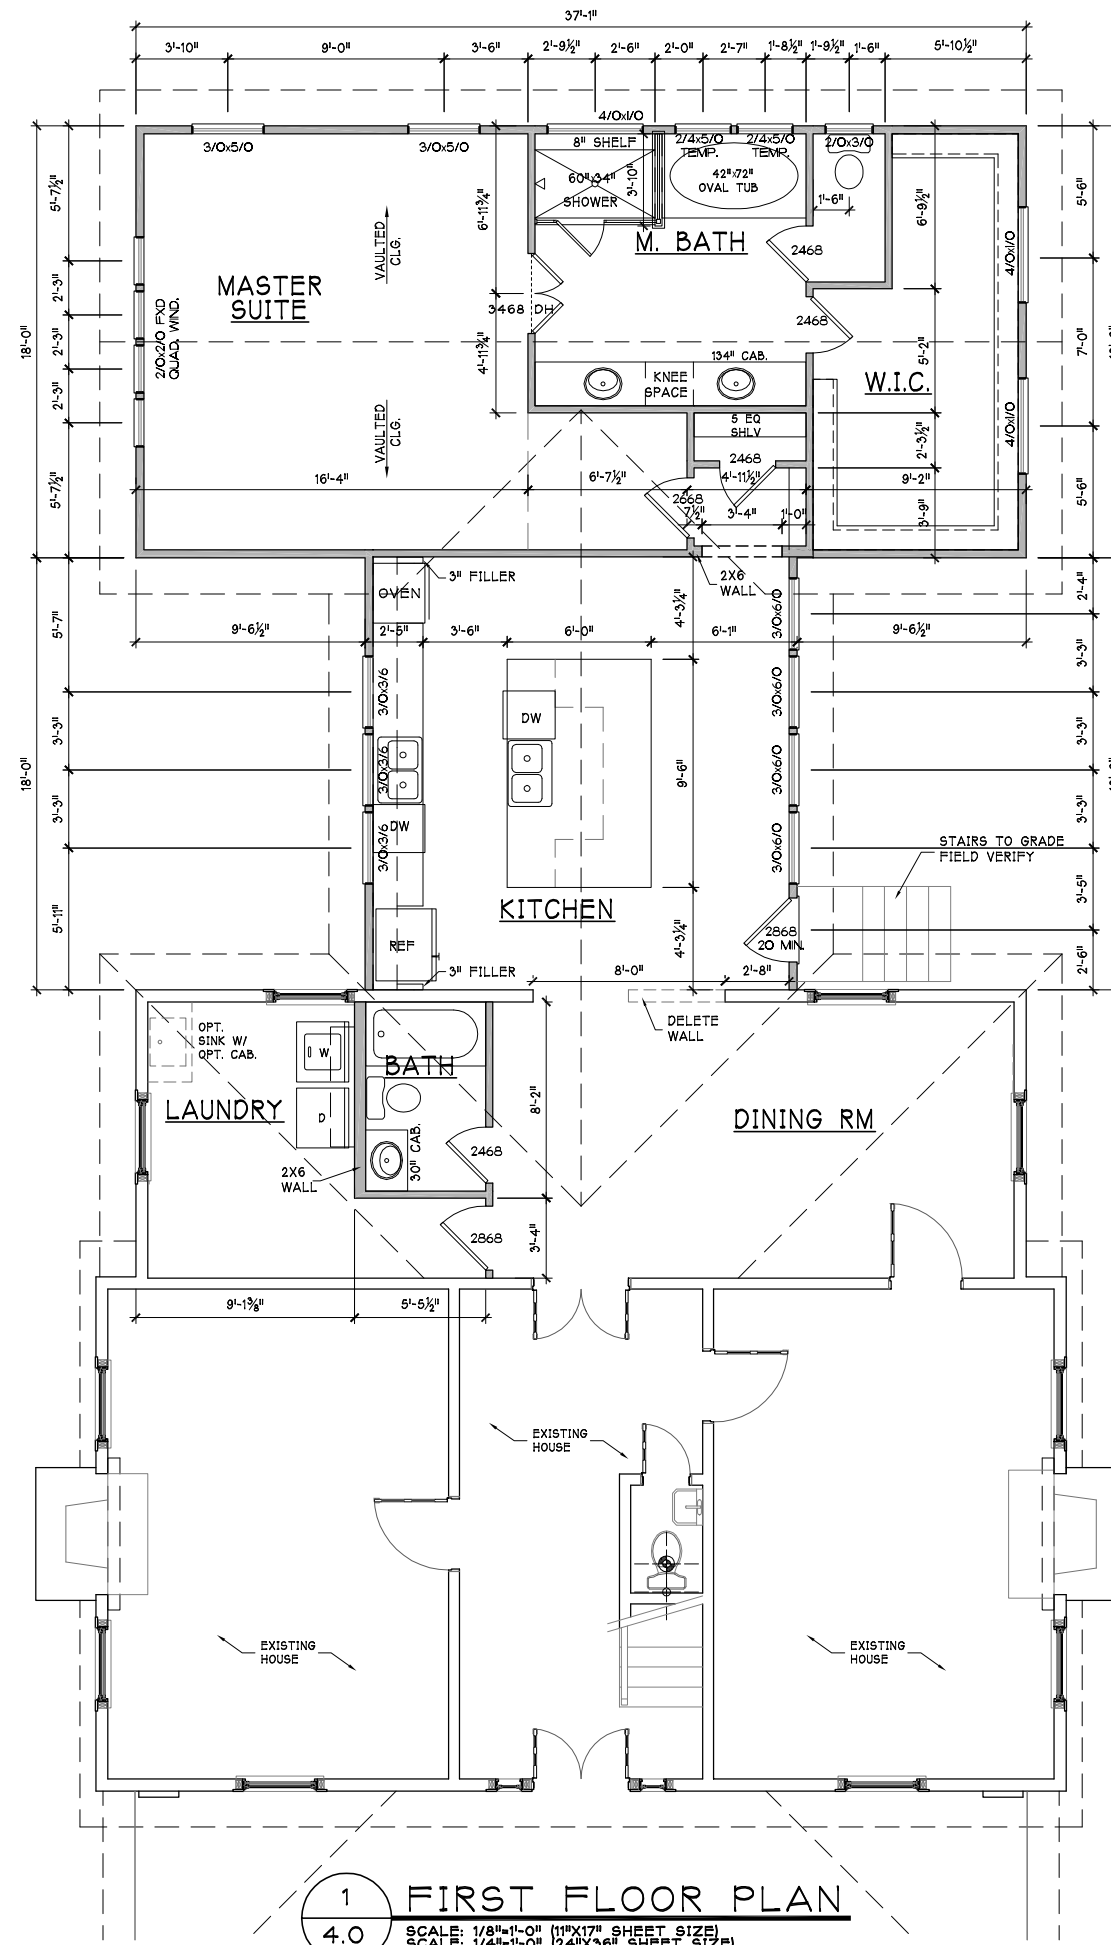 37'-1"
3'-10" 9'-0" 3'-6" 2'-9½" 2'-6" 2'-0" 2'-7" 1'-8½" 1'-9½" 1'-6" 5'-10½"
4/0x1/0
3/0x5/0 3/0x5/0 8" SHELF 2/4x5/0 2/4x5/0 2/0x3/0
TEMP. TEMP.
5'-7½"
2'-3"
2'-3"
2'-3"
5'-7½"
18'-0"
60"x34"
SHOWER
3'-10"
42"x72"
OVAL TUB
1'-6"
6'-9½"
5'-6"
4/0x1/0
6'-11¾"
VAULTED
CLG.
M. BATH
2468
MASTER
SUITE
2/0x2/0 FXD
QUAD. WIND.
3468 DH
2468
4'-11¾"
134" CAB.
KNEE
SPACE
5'-2"
7'-0"
W.I.C.
VAULTED
CLG.
5 EQ
SHLV
2468
2'-3½"
4/0x1/0
16'-4" 6'-7½" 4'-11½" 9'-2"
2668
7½" 3'-4" 1'-0"
3'-9"
5'-6"
3" FILLER
OVEN
2X6
WALL
4'-3¼"
3/0x6/0
2'-4"
5'-7"
9'-6½" 2'-5" 3'-6" 6'-0" 6'-1" 9'-6½"
3'-3"
3/0x3/6
3/0x6/0
DW
3'-3"
3/0x3/6
3/0x6/0
3'-3"
18'-0"
9'-6"
3'-3"
DW
3/0x3/6
3/0x6/0
3'-3"
STAIRS TO GRADE
FIELD VERIFY
5'-11"
3'-5"
KITCHEN
REF
4'-3¼"
2868
20 MIN.
3" FILLER
8'-0" 2'-8"
2'-6"
OPT.
SINK W/
OPT. CAB.
DELETE
WALL
W
BATH
LAUNDRY
D
8'-2"
DINING RM
30" CAB.
2468
2X6
WALL
2868
3'-4"
9'-1⅜" 5'-5½"
EXISTING
HOUSE
EXISTING
HOUSE
EXISTING
HOUSE
1
4.0
FIRST FLOOR PLAN
SCALE: 1/8"=1'-0" (11"X17" SHEET SIZE)
SCALE: 1/4"=1'-0" (24"X36" SHEET SIZE)